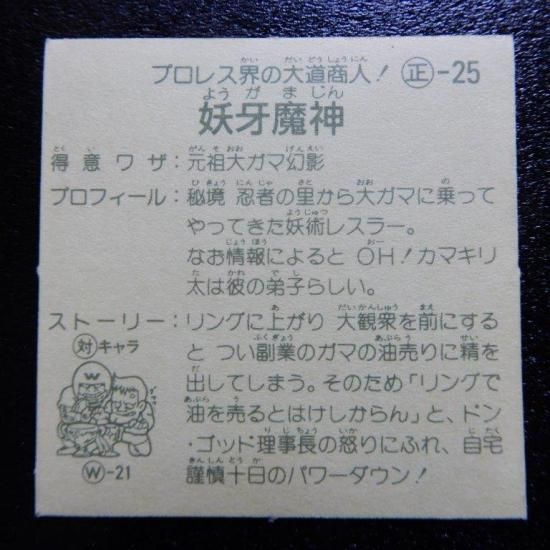 プロレス界の大道商人! ㊣-25
妖牙魔神
得意ワザ:元祖大ガマ幻影
プロフィール:秘境 忍者の里から大ガマに乗って
やってきた妖術レスラー。
なお情報によると OH!カマキリ
太は彼の弟子らしい。
ストーリー:リングに上がり 大観衆を前にする
と つい副業のガマの油売りに精を
出してしまう。そのため「リングで
油を売るとはけしからん」と、ドン
・ゴッド理事長の怒りにふれ、自宅
謹慎十日のパワーダウン!
対キャラ
Ⓦ-21